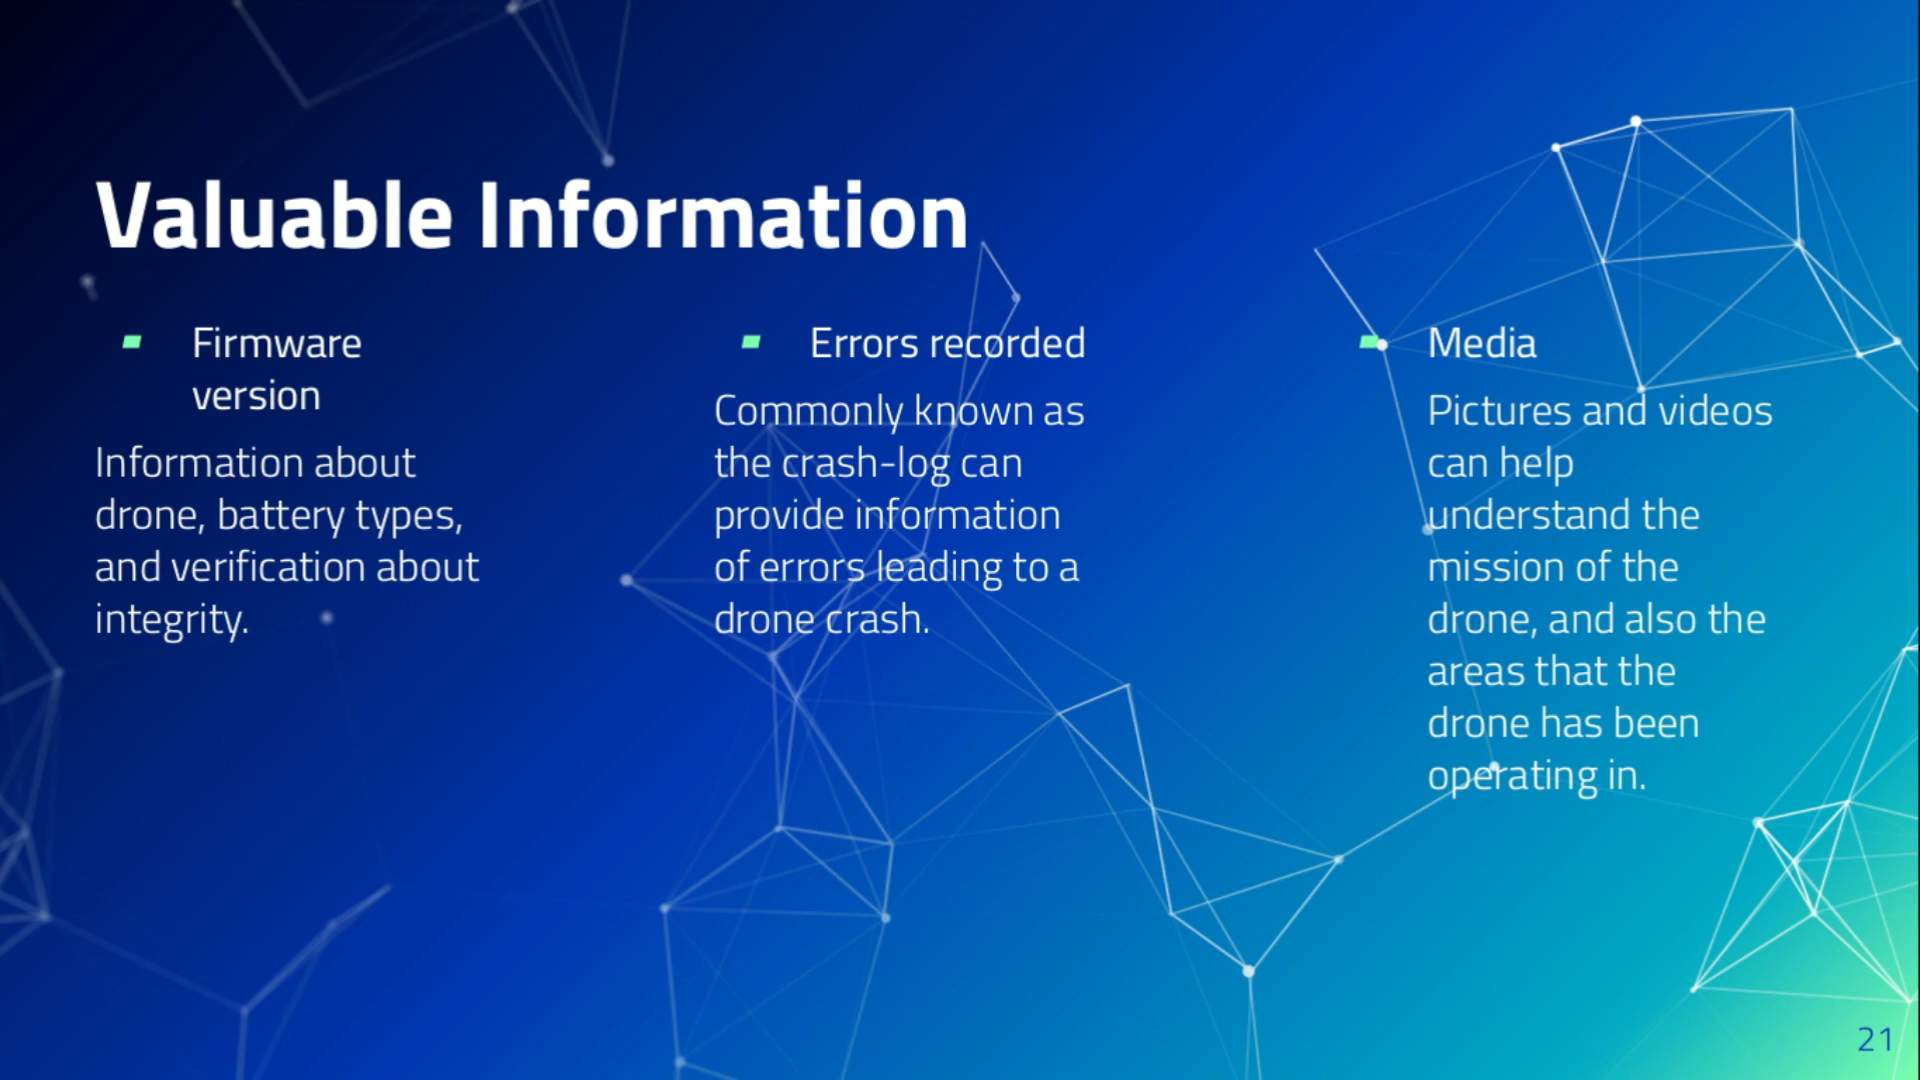 Valuable Information
Firmware
version
Information about
drone, battery types,
and verification about
integrity.
Errors recorded
Commonly known as
the crash-log can
provide information
of errors leading to a
drone crash.
Media
Pictures and videos
can help
understand the
mission of the
drone, and also the
areas that the
drone has been
operating in.
21